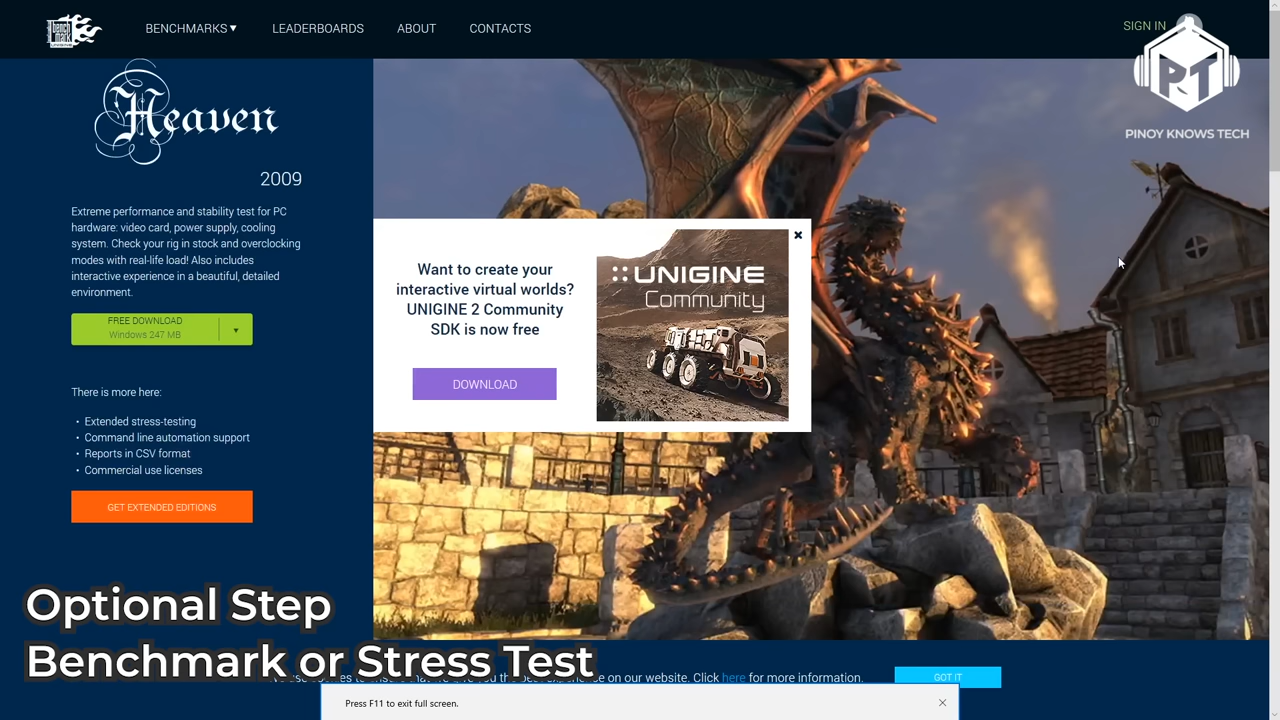 bench
mark
UNIGINE
BENCHMARKS
LEADERBOARDS
ABOUT
CONTACTS
SIGN IN
PT
PINOY KNOWS TECH
Heaven
2009
Extreme performance and stability test for PC
hardware: video card, power supply, cooling
system. Check your rig in stock and overclocking
modes with real-life load! Also includes
interactive experience in a beautiful, detailed
environment.
FREE DOWNLOAD
Windows 247 MB
There is more here:
• Extended stress-testing
• Command line automation support
• Reports in CSV format
• Commercial use licenses
GET EXTENDED EDITIONS
Want to create your
interactive virtual worlds?
UNIGINE 2 Community
SDK is now free
DOWNLOAD
UNIGINE
Community
Optional Step
Benchmark or Stress Test
on our website. Click here for more information.
GOT IT
Press F11 to exit full screen.